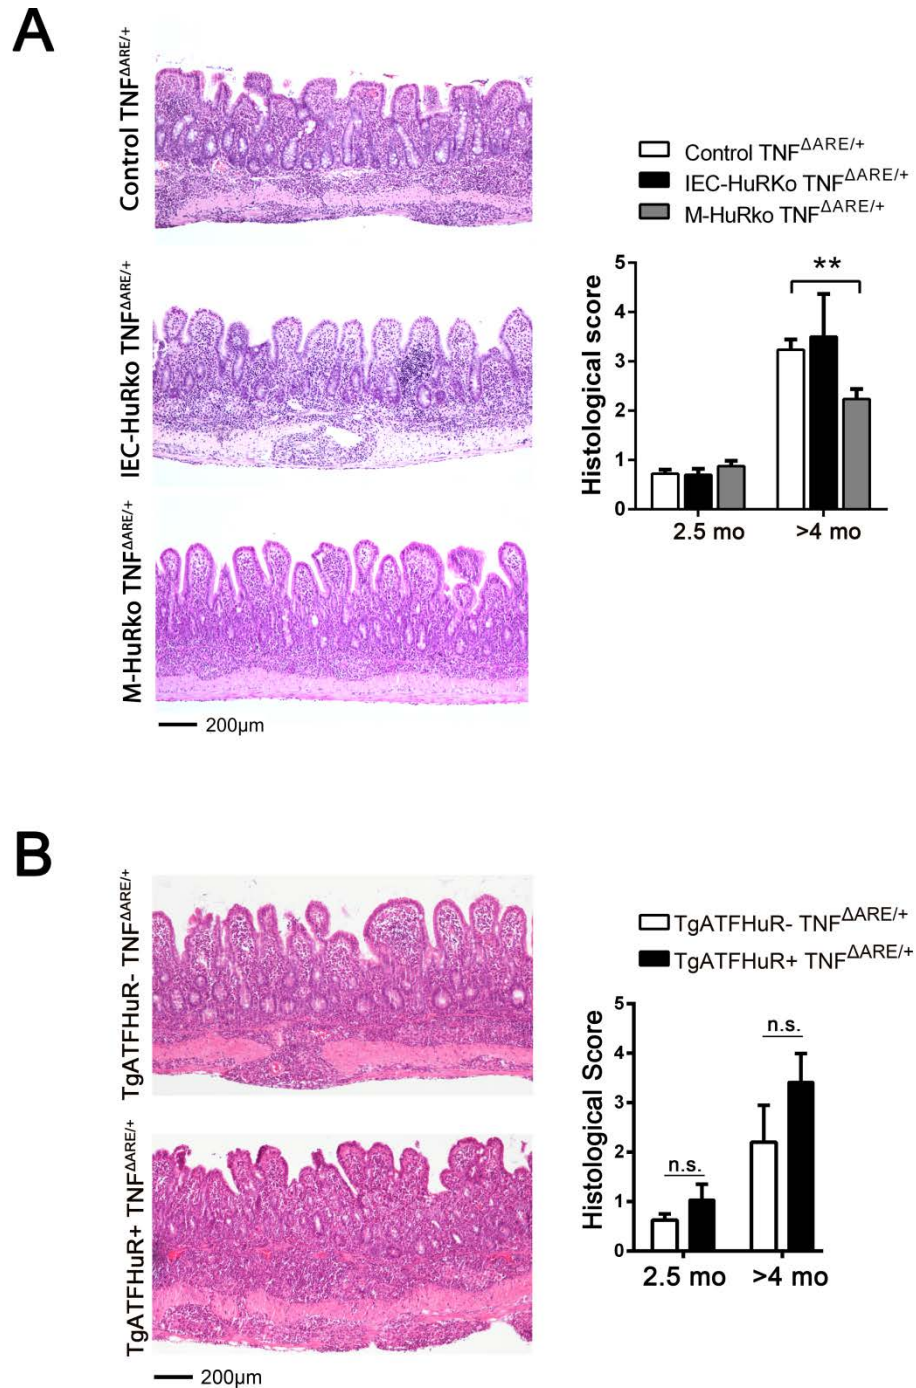 A
Control TNF^ΔARE/+
IEC-HuRko TNF^ΔARE/+
M-HuRko TNF^ΔARE/+
200µm
Control TNF^ΔARE/+
IEC-HuRKo TNF^ΔARE/+
M-HuRko TNF^ΔARE/+
Histological score
5
4
3
2
1
0
**
2.5 mo
>4 mo
B
TgATFHuR- TNF^ΔARE/+
TgATFHuR+ TNF^ΔARE/+
200µm
TgATFHuR- TNF^ΔARE/+
TgATFHuR+ TNF^ΔARE/+
Histological Score
5
4
3
2
1
0
n.s.
n.s.
2.5 mo
>4 mo